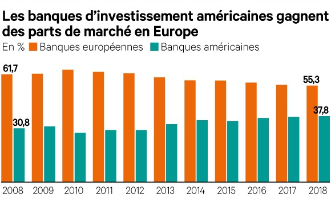 Les banques d'investissement américaines gagnent
des parts de marché en Europe
En % Banques européennes Banques américaines
61,7
30,8
55,3
37,8
2008 2009 2010 2011 2012 2013 2014 2015 2016 2017 2018